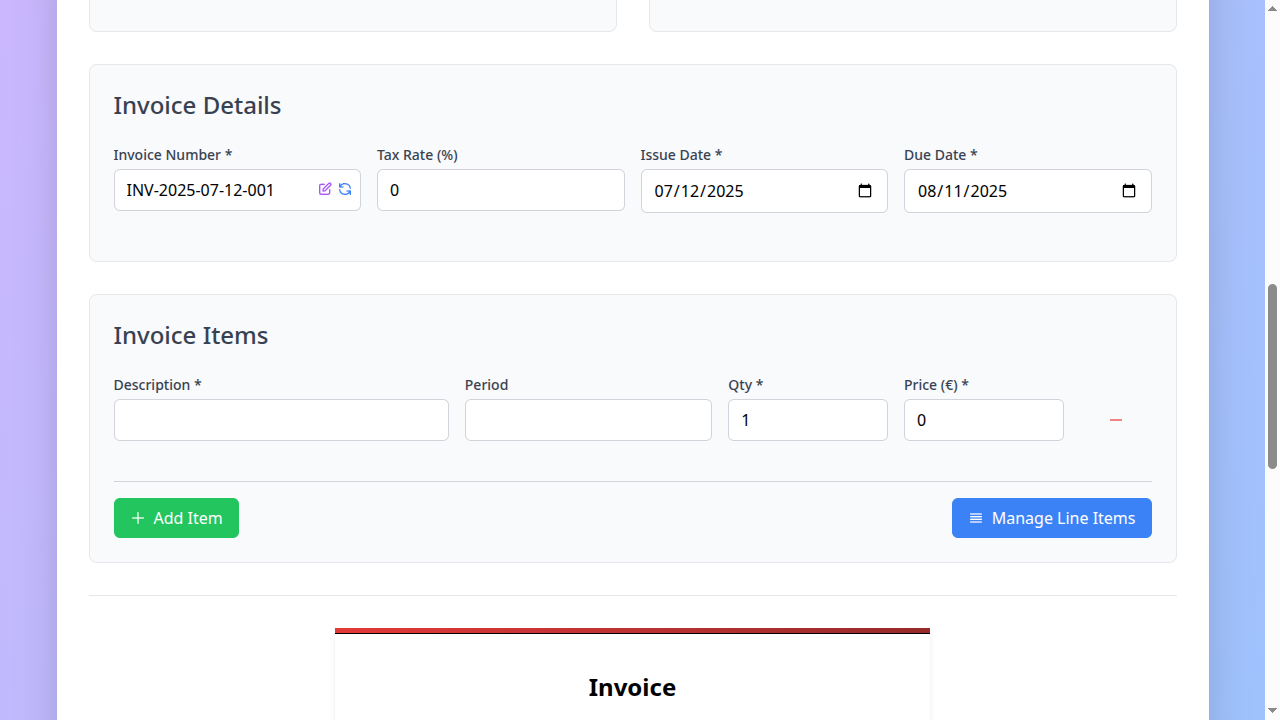 Invoice Details
Invoice Number * Tax Rate (%) Issue Date * Due Date *
INV-2025-07-12-001 0 07/12/2025 08/11/2025
Invoice Items
Description * Period Qty * Price (€) *
1 0
Add Item Manage Line Items
Invoice